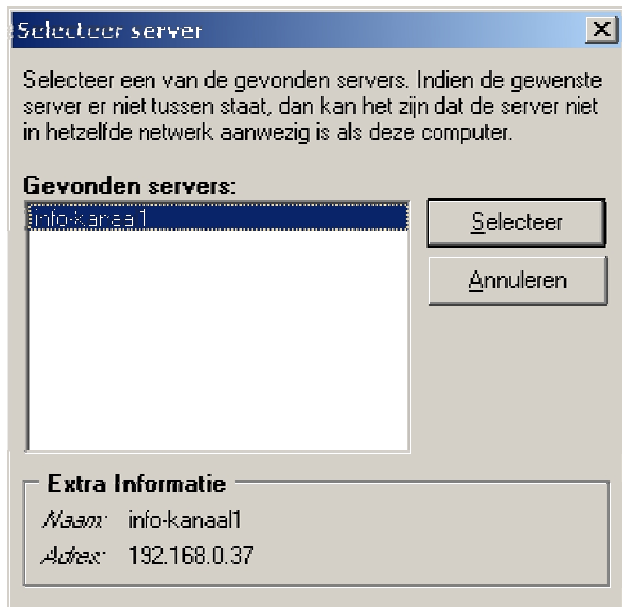 Selecteer server
Selecteer een van de gevonden servers. Indien de gewenste
server er niet tussen staat, dan kan het zijn dat de server niet
in hetzelfde netwerk aanwezig is als deze computer.
Gevonden servers:
info-kanaal1
Selecteer
Annuleren
Extra Informatie
Naam: info-kanaal1
Adres: 192.168.0.37